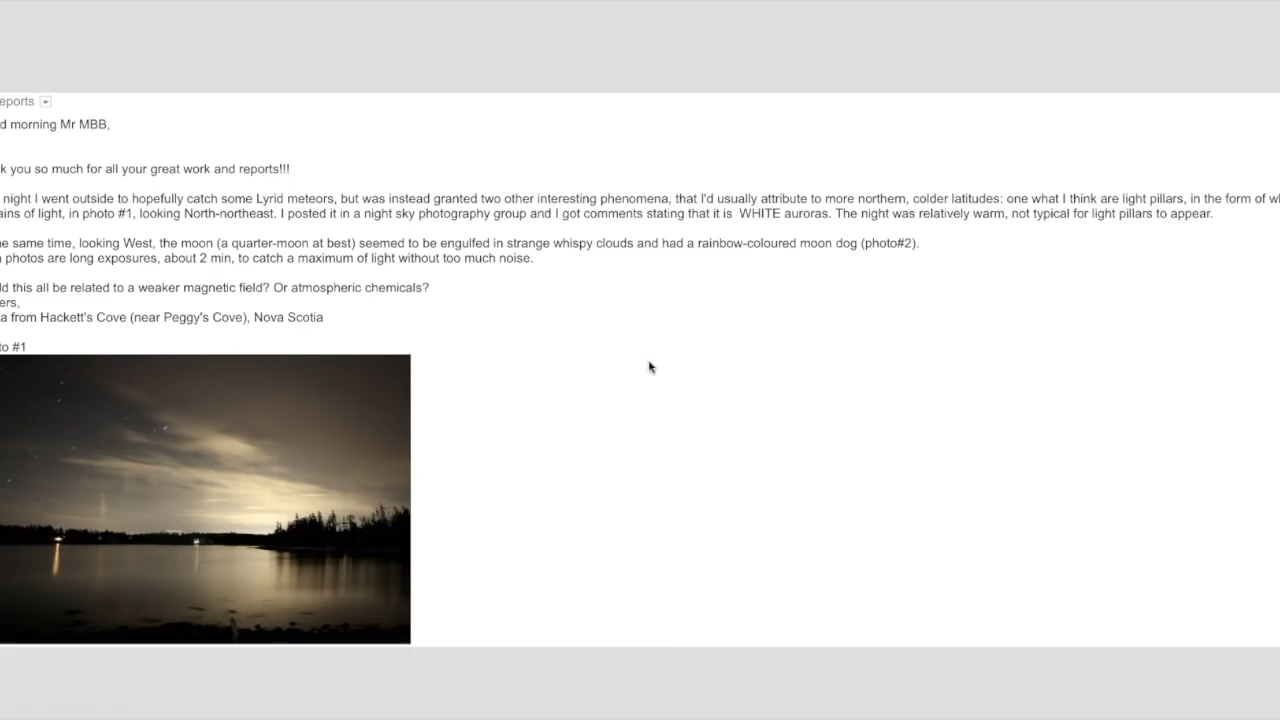 eports
d morning Mr MBB,
k you so much for all your great work and reports!!!
night I went outside to hopefully catch some Lyrid meteors, but was instead granted two other interesting phenomena, that I'd usually attribute to more northern, colder latitudes: one what I think are light pillars, in the form of wh
ains of light, in photo #1, looking North-northeast. I posted it in a night sky photography group and I got comments stating that it is  WHITE auroras. The night was relatively warm, not typical for light pillars to appear.
e same time, looking West, the moon (a quarter-moon at best) seemed to be engulfed in strange whispy clouds and had a rainbow-coloured moon dog (photo#2).
photos are long exposures, about 2 min, to catch a maximum of light without too much noise.
ld this all be related to a weaker magnetic field? Or atmospheric chemicals?
ers,
a from Hackett's Cove (near Peggy's Cove), Nova Scotia
to #1